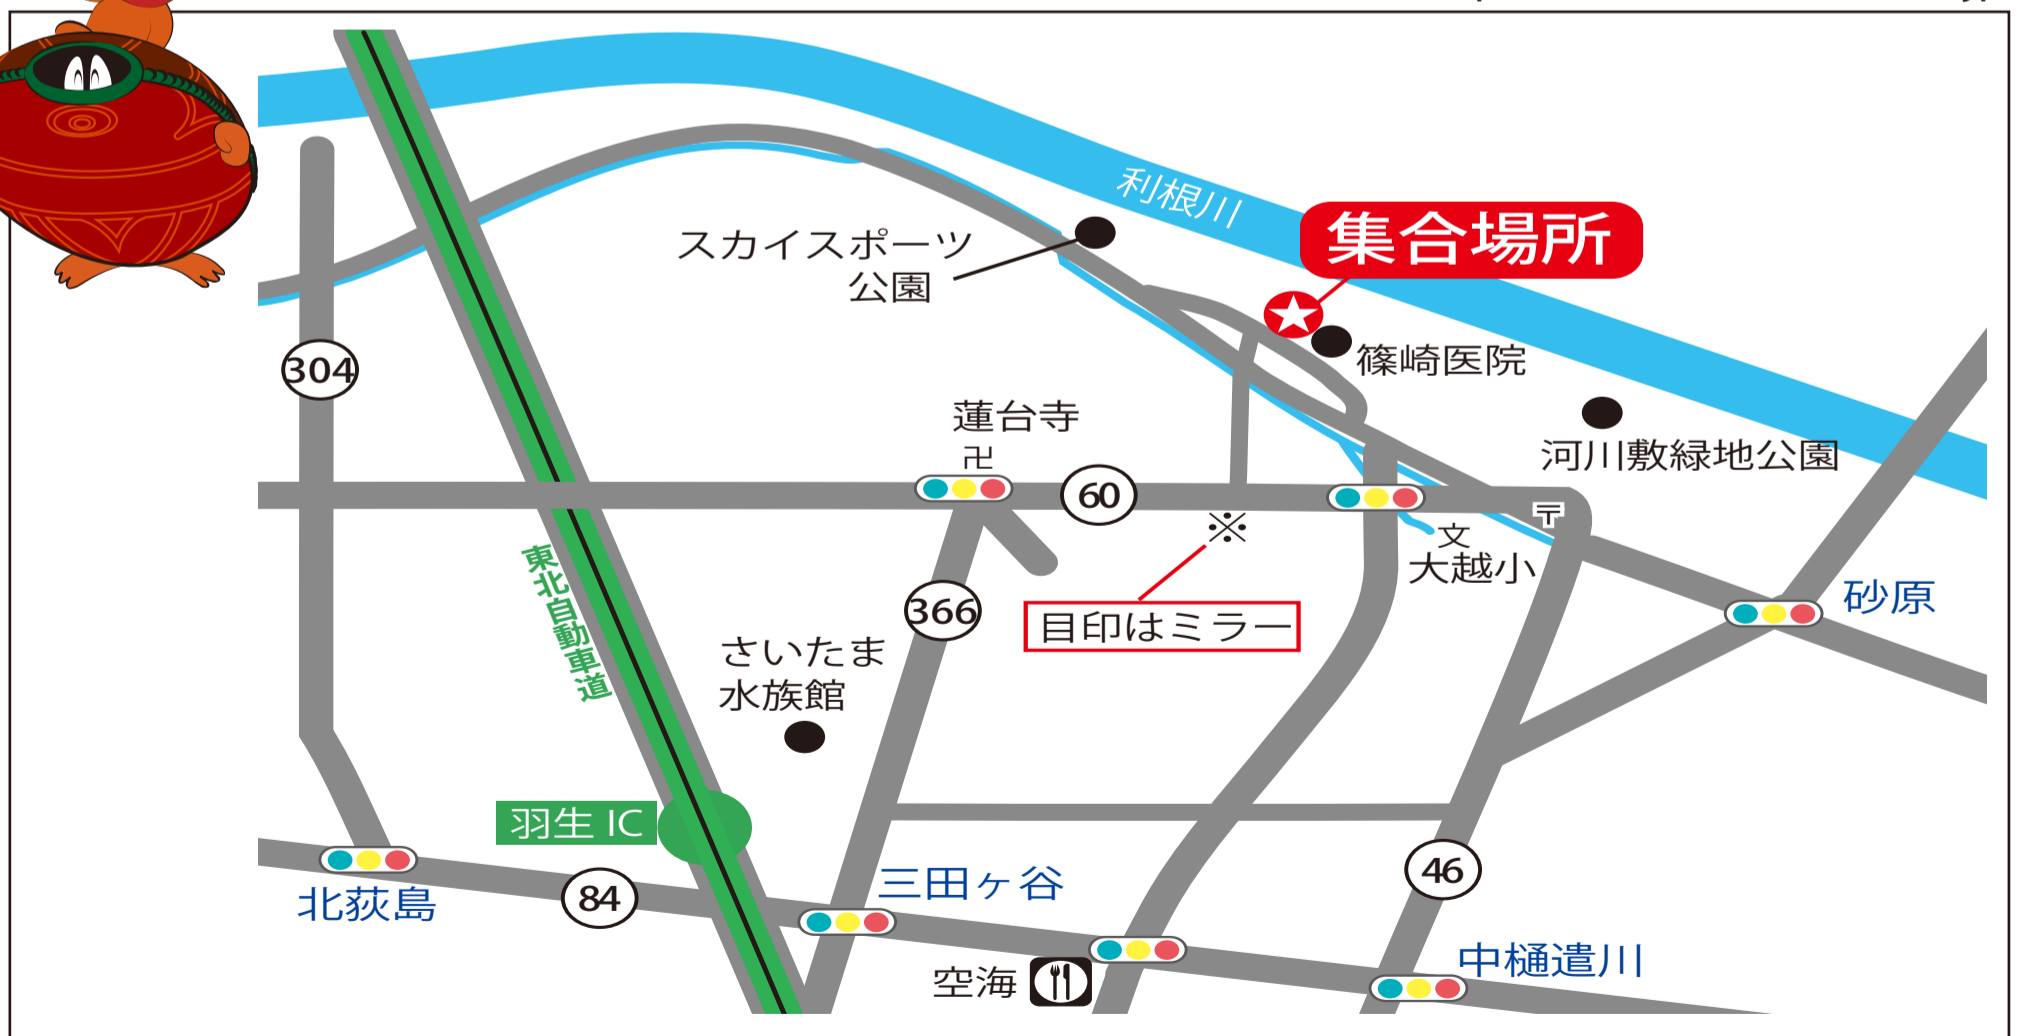 利根川
集合場所
スカイスポーツ
公園
篠崎医院
304
蓮台寺
卍
河川敷緑地公園
60
〒
※
文
大越小
東北自動車道
砂原
366
目印はミラー
さいたま
水族館
羽生 IC
46
三田ヶ谷
84
北荻島
中樋遣川
空海